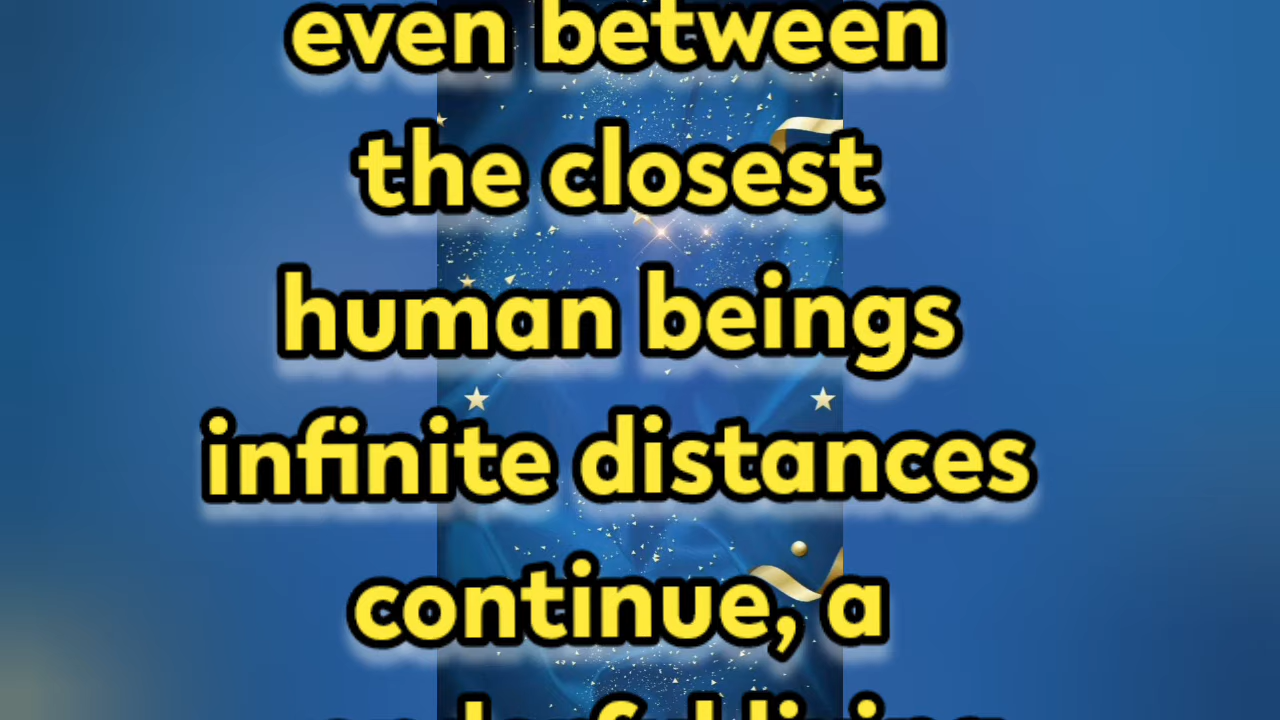 even between
the closest
human beings
infinite distances
continue, a